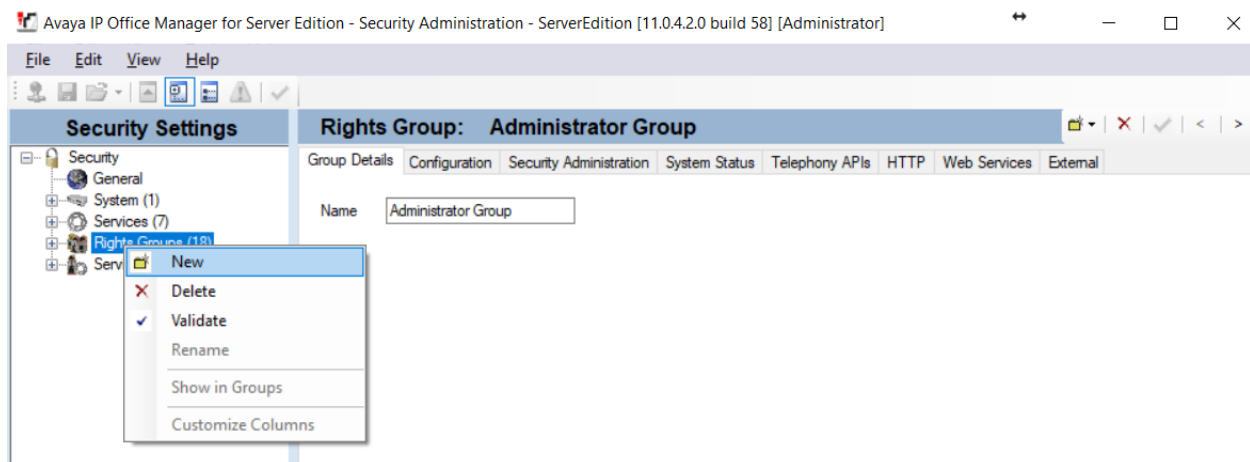 Avaya IP Office Manager for Server Edition - Security Administration - ServerEdition [11.0.4.2.0 build 58] [Administrator]
File Edit View Help
Security Settings
Rights Group: Administrator Group
Security
General
System (1)
Services (7)
Rights Groups (18)
Servi
New
Delete
Validate
Rename
Show in Groups
Customize Columns
Group Details Configuration Security Administration System Status Telephony APIs HTTP Web Services External
Name Administrator Group